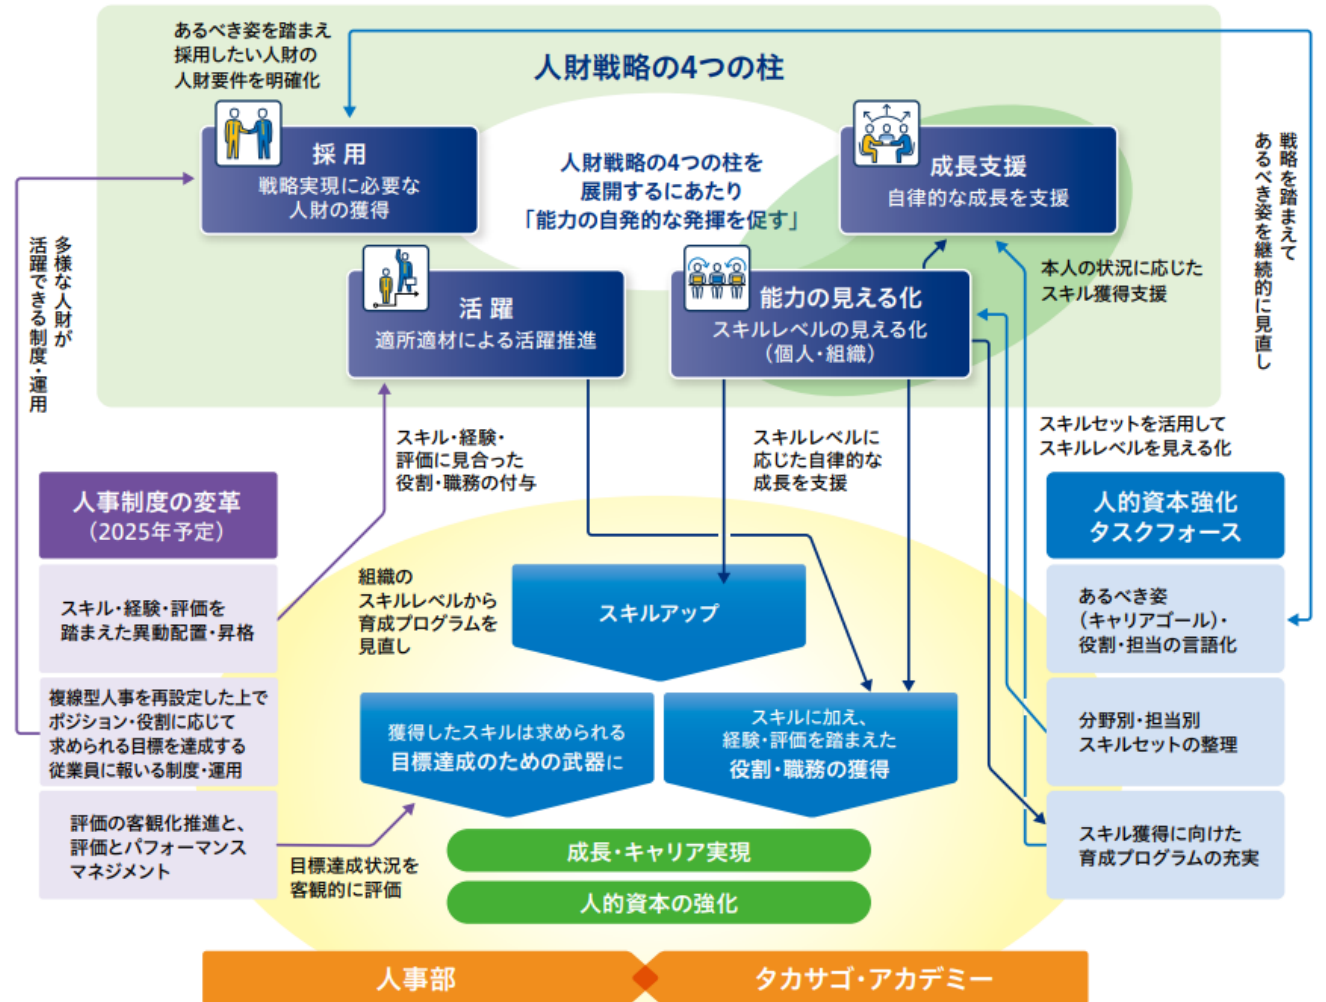 あるべき姿を踏まえ
採用したい人財の
人財要件を明確化
人財戦略の4つの柱
採用
戦略実現に必要な
人財の獲得
人財戦略の4つの柱を
展開するにあたり
「能力の自発的な発揮を促す」
成長支援
自律的な成長を支援
戦略を踏まえて
あるべき姿を継続的に見直し
多様な人財が
活躍できる制度・運用
活躍
適所適材による活躍推進
能力の見える化
スキルレベルの見える化
（個人・組織）
本人の状況に応じた
スキル獲得支援
スキル・経験・
評価に見合った
役割・職務の付与
スキルレベルに
応じた自律的な
成長を支援
スキルセットを活用して
スキルレベルを見える化
人事制度の変革
（2025年予定）
スキル・経験・評価を
踏まえた異動配置・昇格
複線型人事を再設定した上で
ポジション・役割に応じて
求められる目標を達成する
従業員に報いる制度・運用
評価の客観化推進と、
評価とパフォーマンス
マネジメント
組織の
スキルレベルから
育成プログラムを
見直し
スキルアップ
獲得したスキルは求められる
目標達成のための武器に
スキルに加え、
経験・評価を踏まえた
役割・職務の獲得
目標達成状況を
客観的に評価
成長・キャリア実現
人的資本の強化
人的資本強化
タスクフォース
あるべき姿
（キャリアゴール）・
役割・担当の言語化
分野別・担当別
スキルセットの整理
スキル獲得に向けた
育成プログラムの充実
人事部
タカサゴ・アカデミー